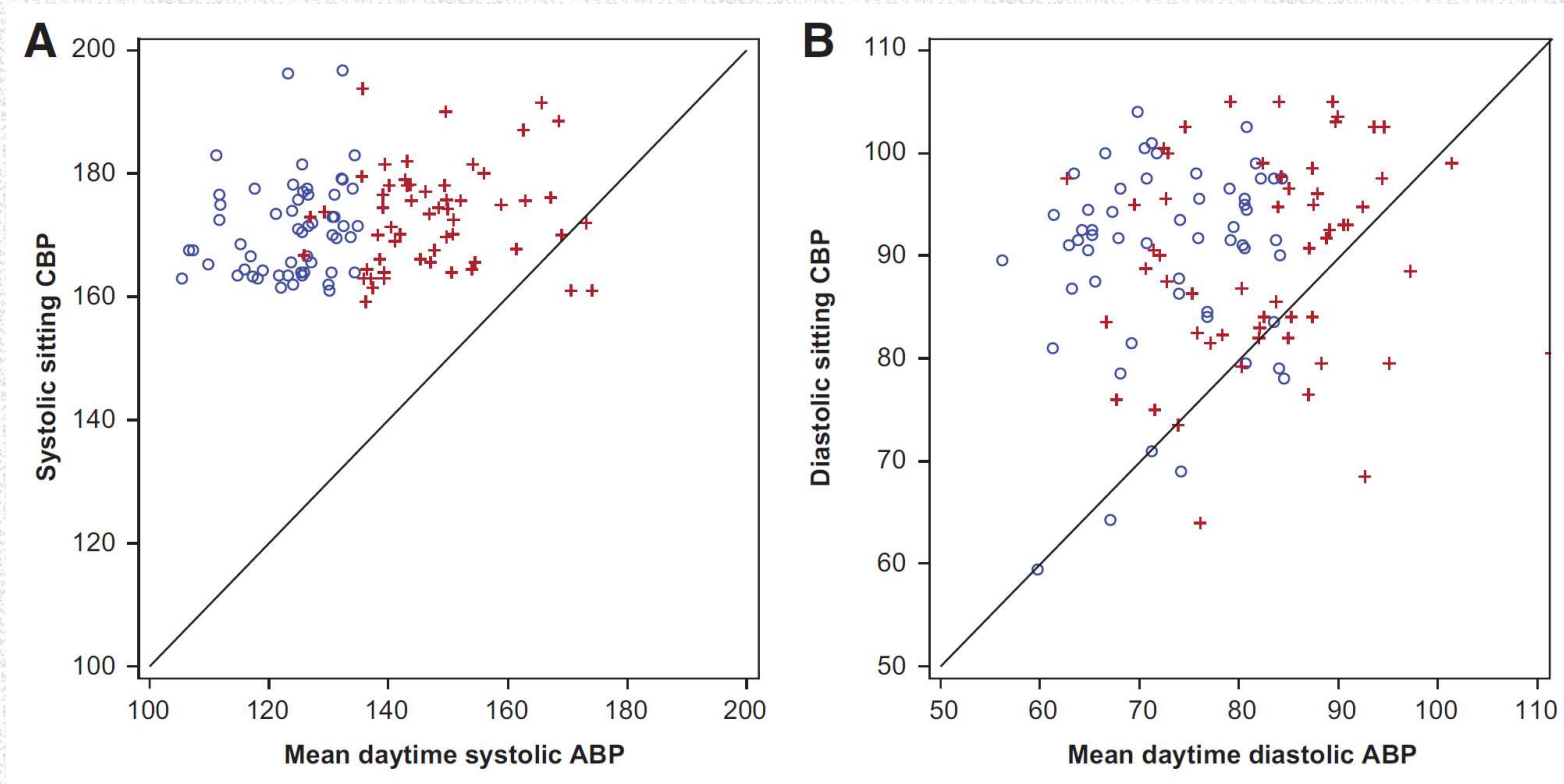 A
200
180
160
140
120
100
Systolic sitting CBP
100 120 140 160 180 200
Mean daytime systolic ABP
B
110
100
90
80
70
60
50
Diastolic sitting CBP
50 60 70 80 90 100 110
Mean daytime diastolic ABP